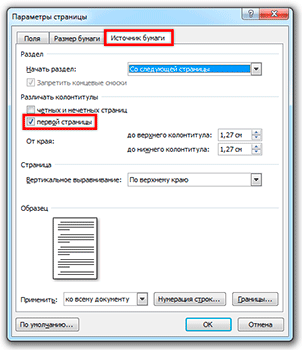 Параметры страницы
Поля Размер бумаги Источник бумаги
Раздел
Начать раздел: Со следующей страницы
Запретить концевые сноски
Различать колонтитулы
четных и нечетных страниц
первой страницы
От края: до верхнего колонтитула: 1,27 см
до нижнего колонтитула: 1,27 см
Страница
Вертикальное выравнивание: По верхнему краю
Образец
Применить: ко всему документу Нумерация строк... Границы...
По умолчанию... ОК Отмена